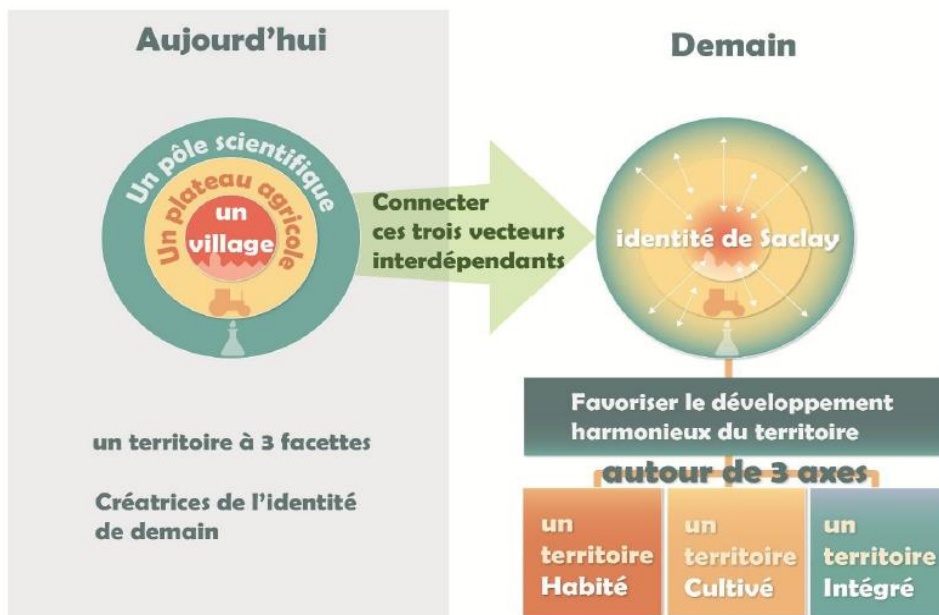 Aujourd'hui
Un pôle scientifique
Un plateau agricole
un
village
un territoire à 3 facettes
Créatrices de l'identité
de demain
Connecter
ces trois vecteurs
interdépendants
Demain
identité de Saclay
Favoriser le développement
harmonieux du territoire
autour de 3 axes
un
territoire
Habité
un
territoire
Cultivé
un
territoire
Intégré